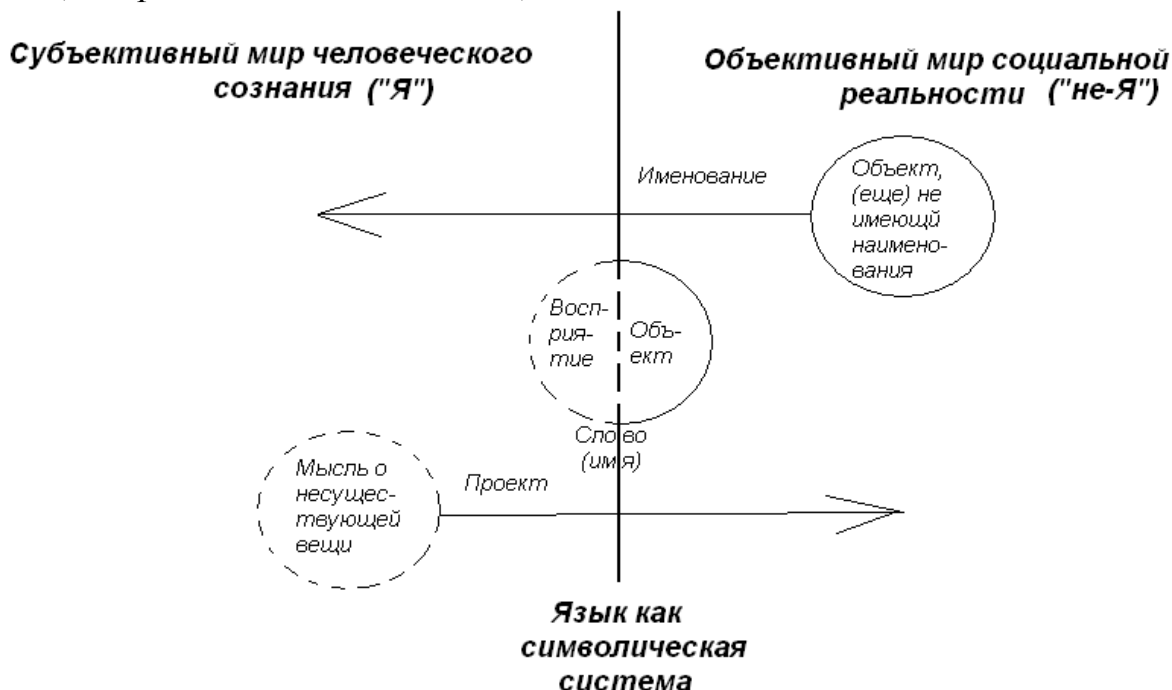 Субъективный мир человеческого
сознания ("Я")
Объективный мир социальной
реальности ("не-Я")
Именование
Объект,
(еще) не
имеющй
наимено-
вания
Восп-
рия-
тие
Объ-
ект
Слово
(имя)
Мысль о
несущес-
твующей
вещи
Проект
Язык как
символическая
система